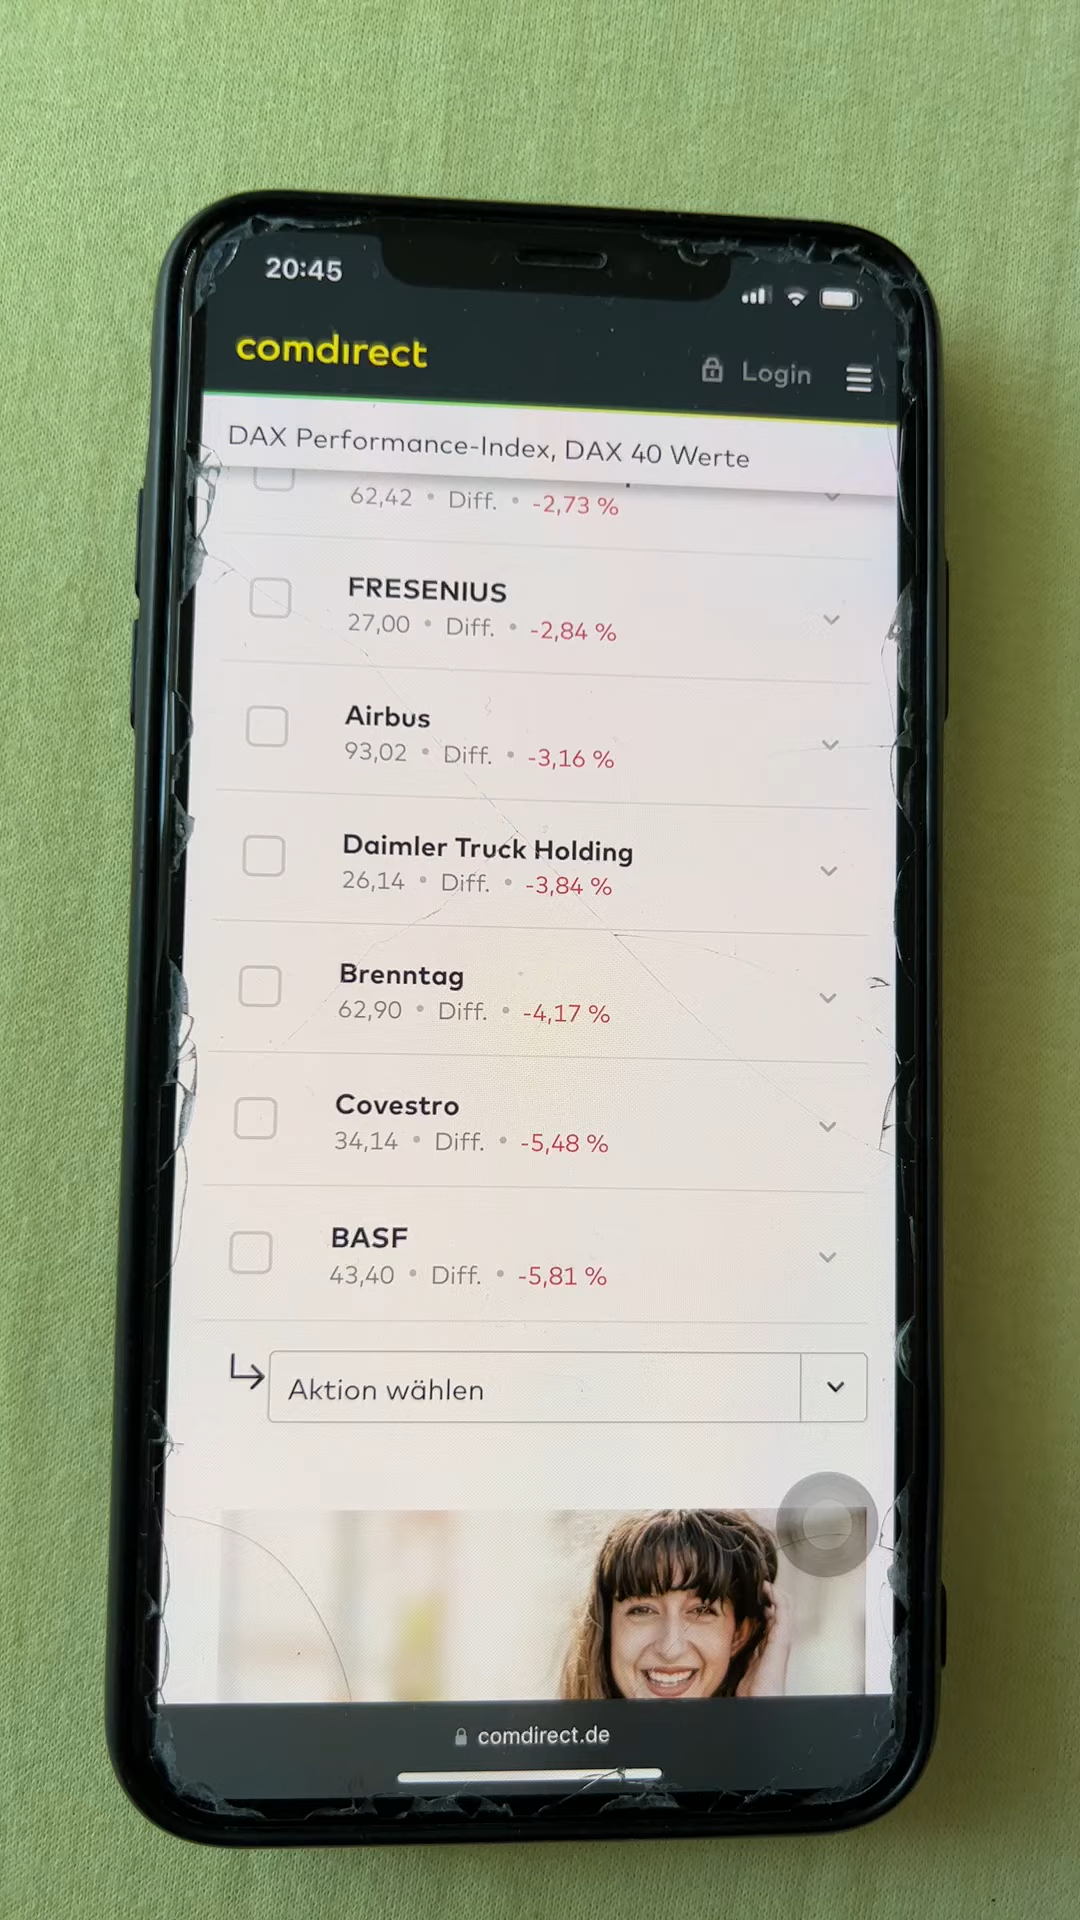 20:45
comdirect
Login
DAX Performance-Index, DAX 40 Werte
62,42 • Diff. • -2,73 %
FRESENIUS
27,00 • Diff. • -2,84 %
Airbus
93,02 • Diff. • -3,16 %
Daimler Truck Holding
26,14 • Diff. • -3,84 %
Brenntag
62,90 • Diff. • -4,17 %
Covestro
34,14 • Diff. • -5,48 %
BASF
43,40 • Diff. • -5,81 %
Aktion wählen
comdirect.de